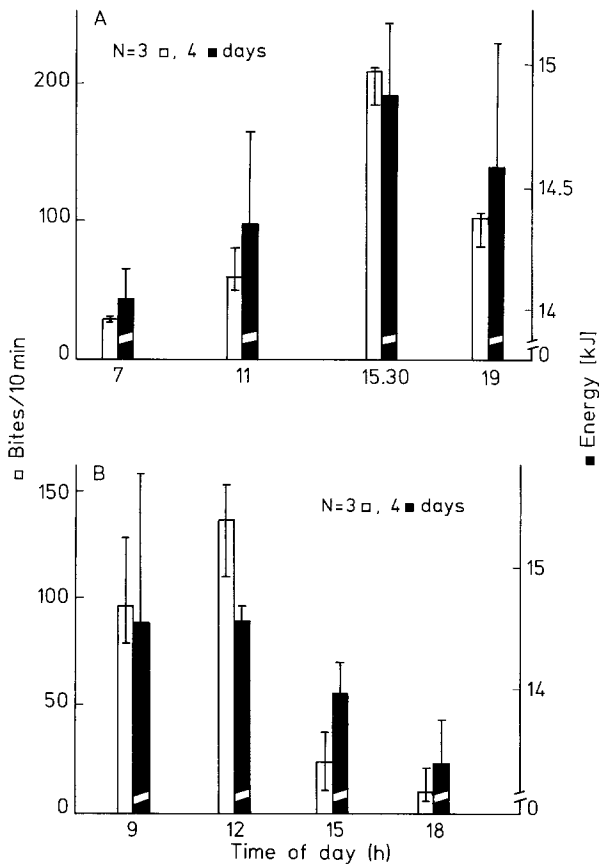 A
N=3 □, 4 ■ days
200
100
0
15
14.5
14
0
7 11 15.30 19
□ Bites/10 min
■ Energy [kJ]
B
N=3 □, 4 ■ days
150
100
50
0
15
14
0
9 12 15 18
Time of day (h)